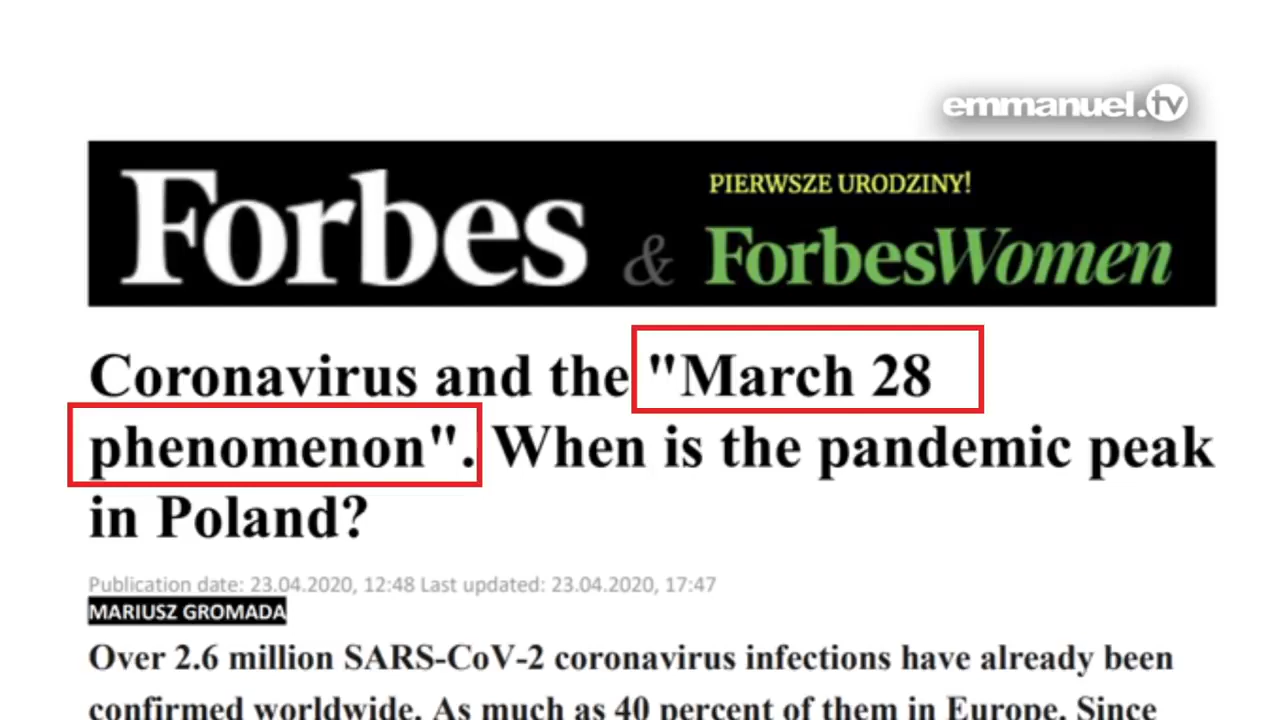 emmanuel.tv
Forbes & ForbesWomen
PIERWSZE URODZINY!
Coronavirus and the "March 28
phenomenon". When is the pandemic peak
in Poland?
Publication date: 23.04.2020, 12:48 Last updated: 23.04.2020, 17:47
MARIUSZ GROMADA
Over 2.6 million SARS-CoV-2 coronavirus infections have already been
confirmed worldwide. As much as 40 percent of them in Europe. Since